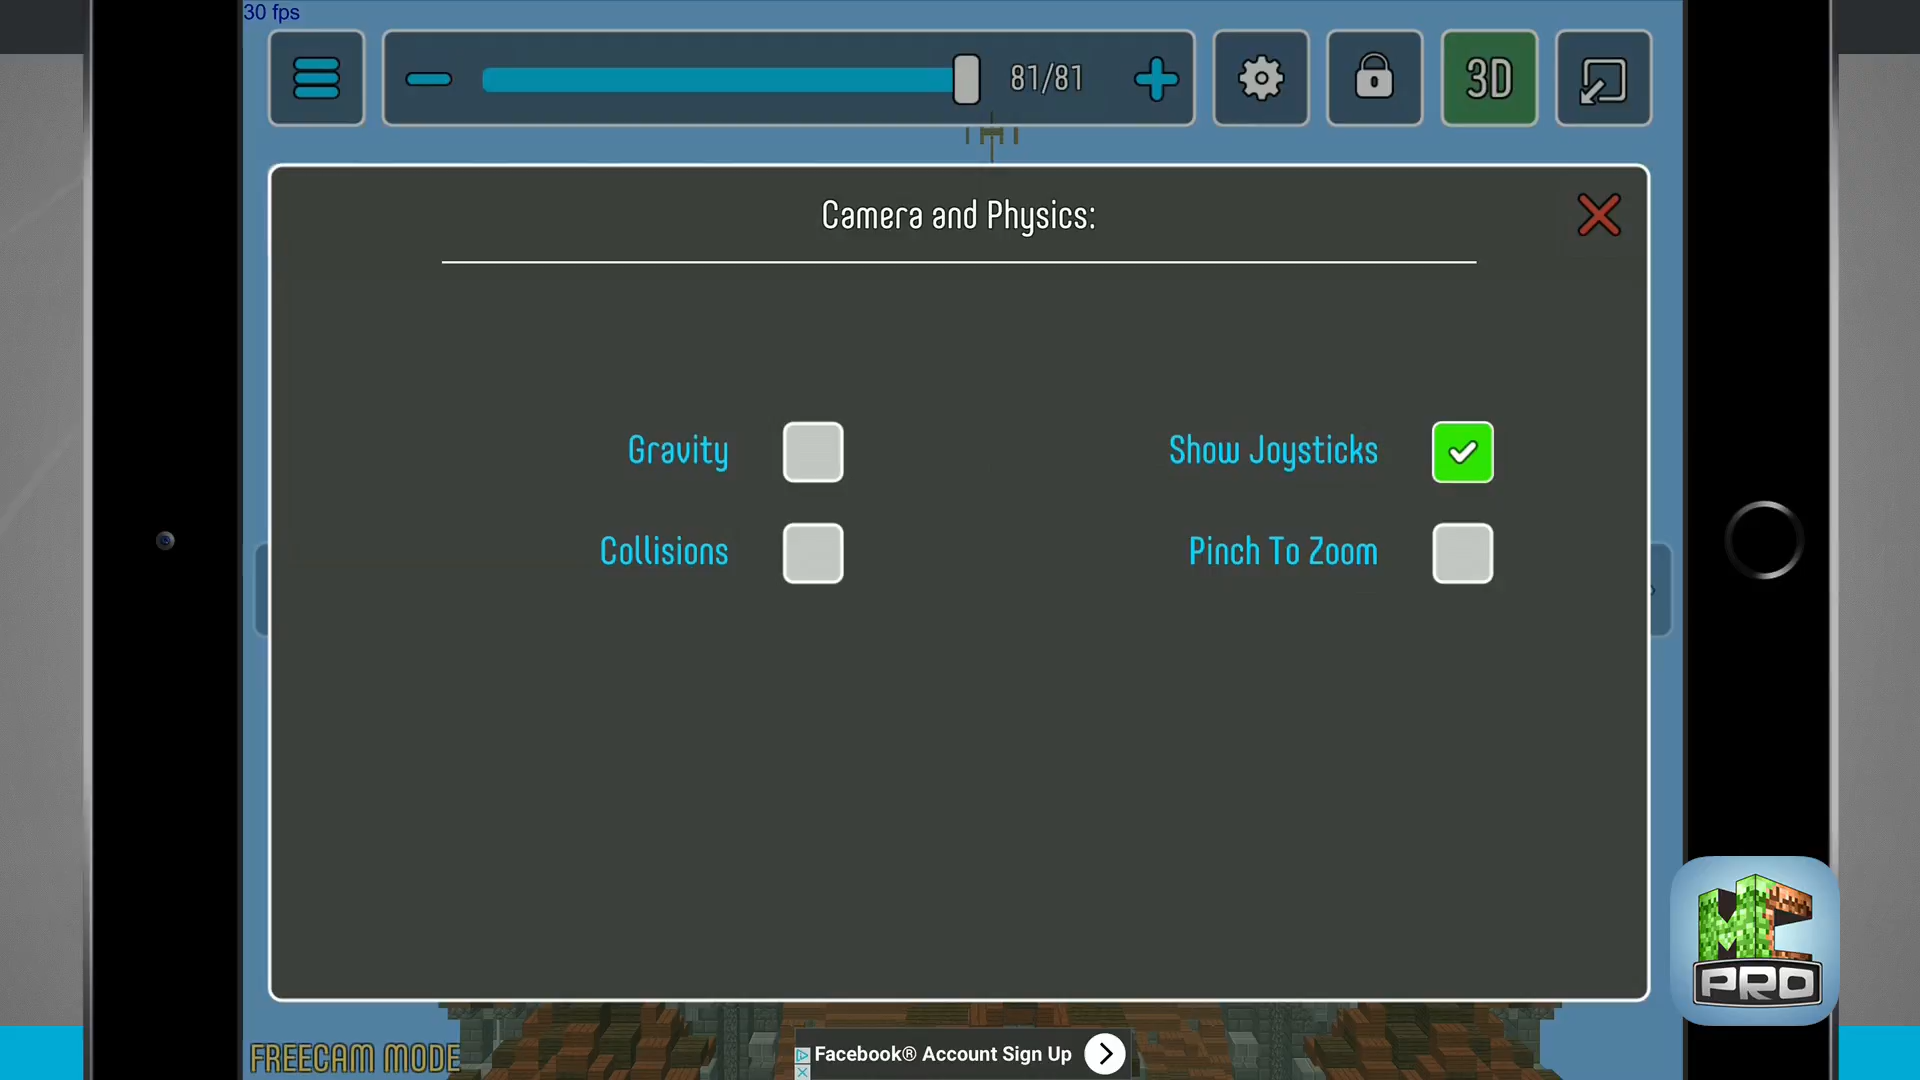 30 fps
81/81
3D
Camera and Physics:
Gravity
Show Joysticks
Collisions
Pinch To Zoom
MC
PRO
FREECAM MODE
Facebook® Account Sign Up